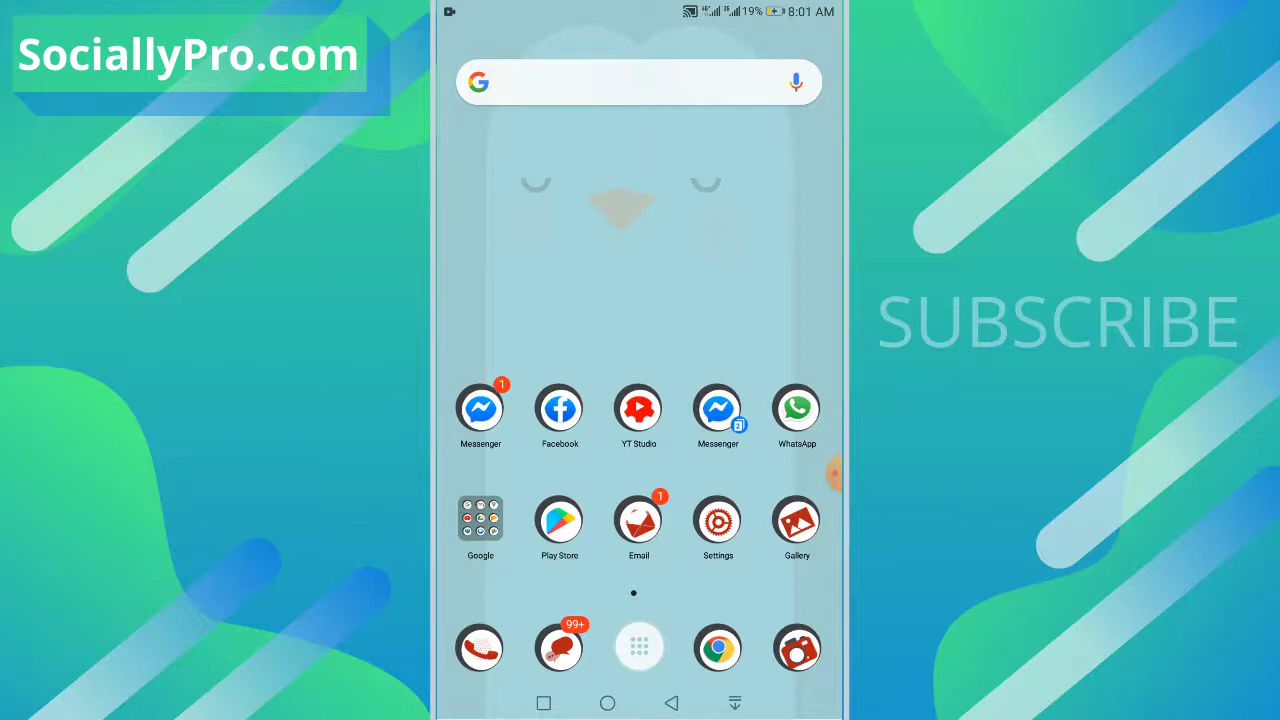 SociallyPro.com
19% 8:01 AM
SUBSCRIBE
1
Messenger Facebook YT Studio Messenger WhatsApp
1
Google Play Store Email Settings Gallery
99+